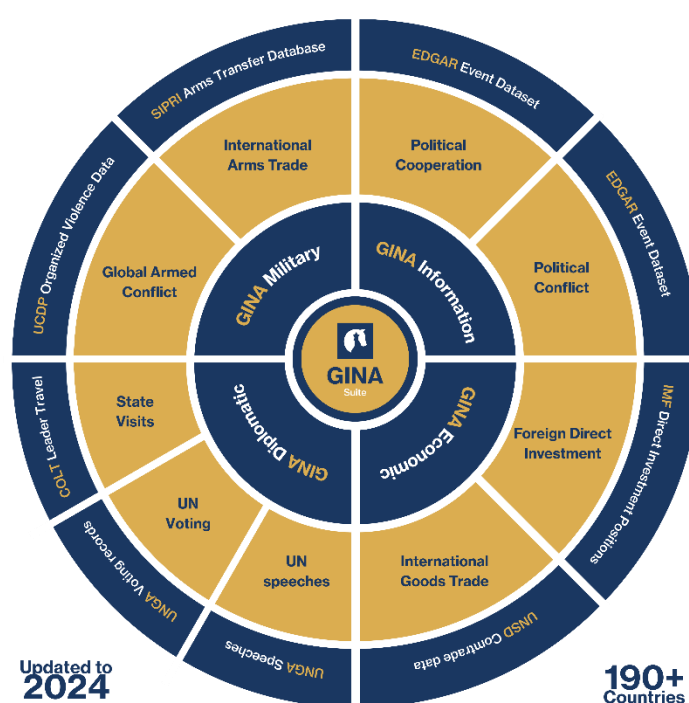 SIPRI Arms Transfer Database
EDGAR Event Dataset
International
Arms Trade
Political
Cooperation
UCDP Organized Violence Data
EDGAR Event Dataset
Global Armed
Conflict
GINA Military
GINA Information
Political
Conflict
GINA
Suite
COLT Leader Travel
State
Visits
GINA Diplomatic
GINA Economic
Foreign Direct
Investment
IMF Direct Investment Positions
UN
Voting
UN
speeches
International
Goods Trade
UNGA Voting records
UNGA Speeches
UNSD Comtrade data
Updated to
2024
190+
Countries